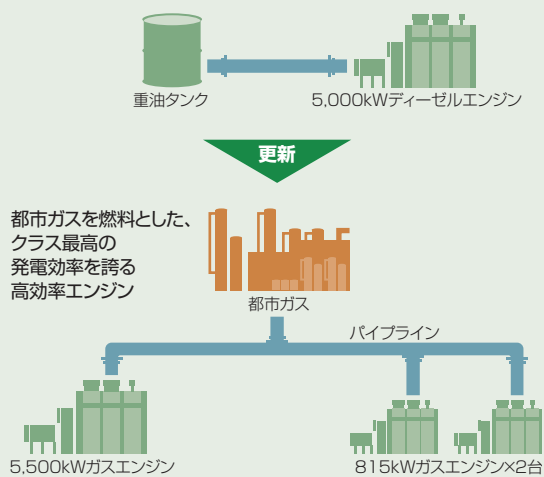 重油タンク
5,000kWディーゼルエンジン
更新
都市ガスを燃料とした、
クラス最高の
発電効率を誇る
高効率エンジン
都市ガス
パイプライン
5,500kWガスエンジン
815kWガスエンジン×2台